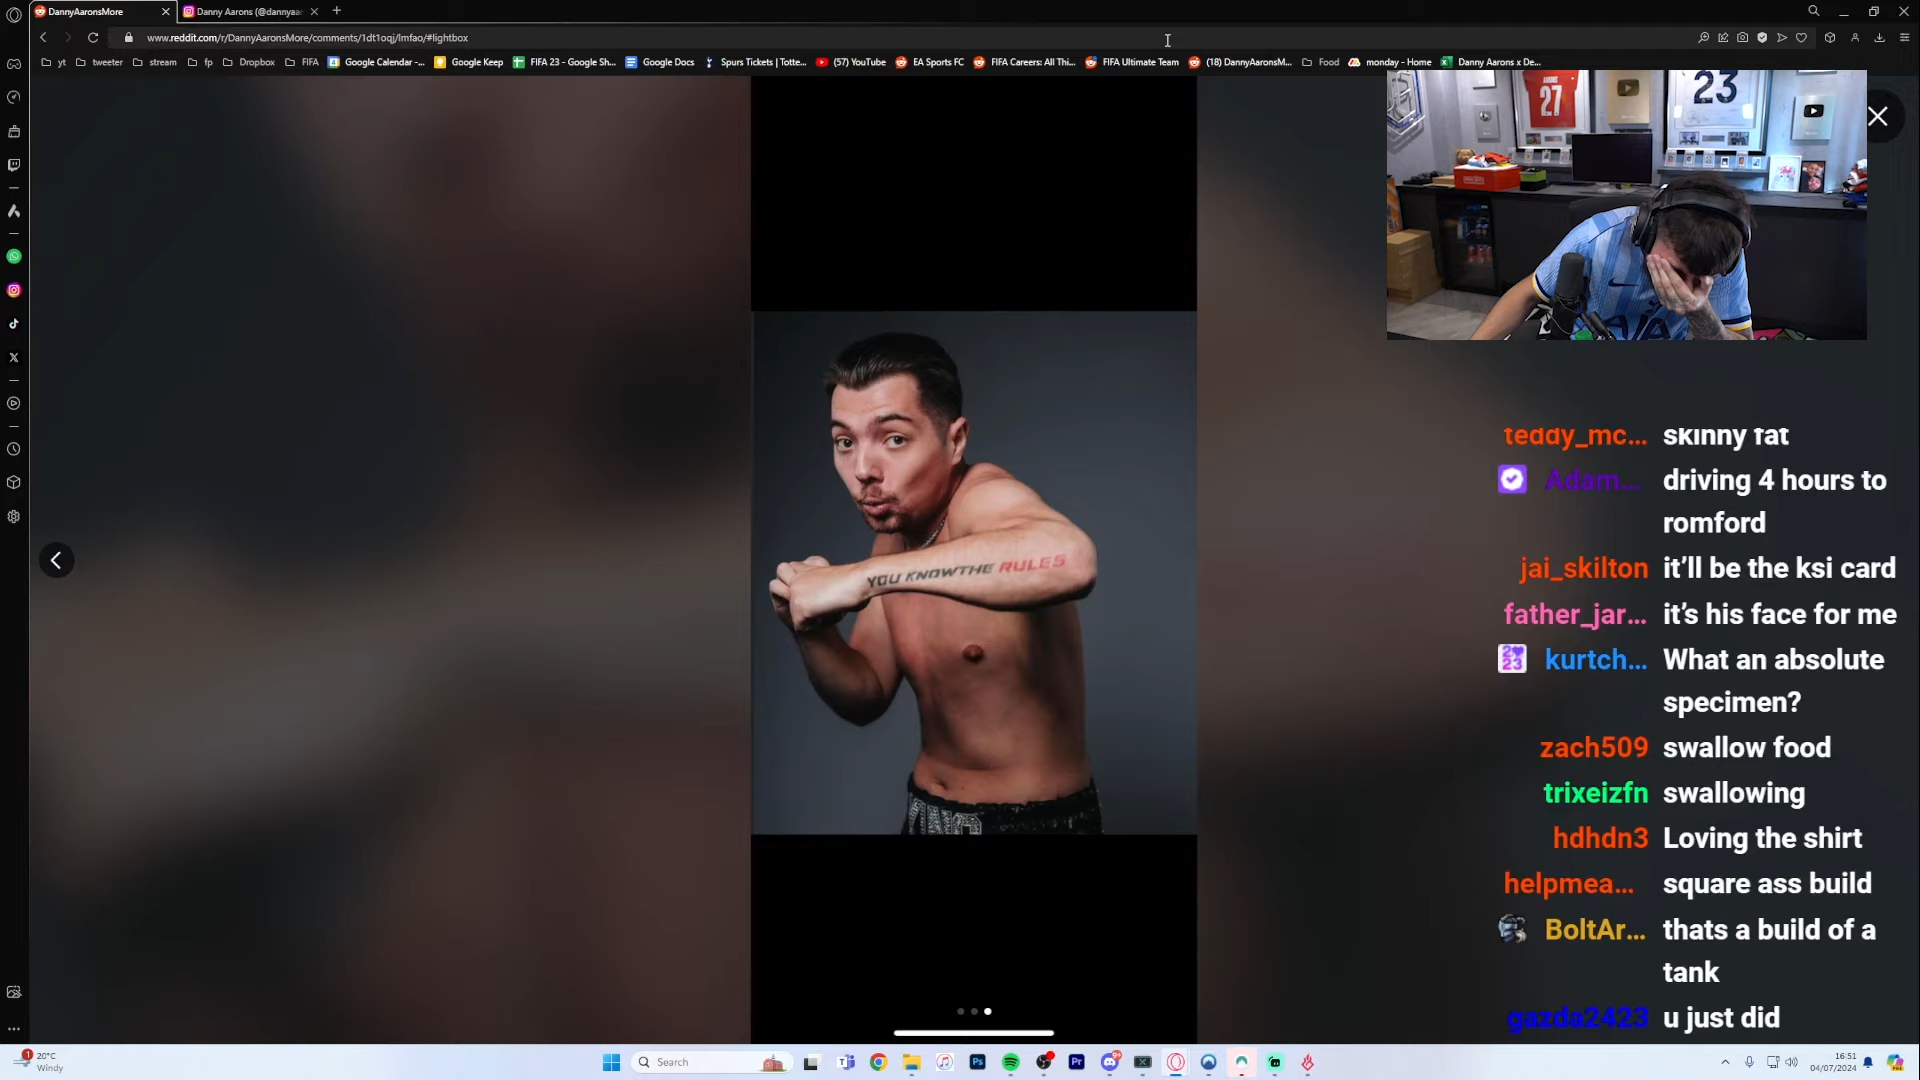 DannyAaronsMore
Danny Aarons (@dannyaar
www.reddit.com/r/DannyAaronsMore/comments/1dt1oqj/lmfao/#lightbox
yt tweeter stream fp Dropbox FIFA Google Calendar -... Google Keep FIFA 23 - Google Sh... Google Docs Spurs Tickets | Totte... (57) YouTube EA Sports FC FIFA Careers: All Thi... FIFA Ultimate Team (18) DannyAaronsM... Food monday - Home Danny Aarons x De...
AARONS
27
23
YOU KNOWTHE RULES
teddy_mc... skinny fat
Adam... driving 4 hours to
romford
jai_skilton it'll be the ksi card
father_jar... it's his face for me
kurtch... What an absolute
specimen?
zach509 swallow food
trixeizfn swallowing
hdhdn3 Loving the shirt
helpmea... square ass build
BoltAr... thats a build of a
tank
gazda2423 u just did
1
20°C
Windy
Search
16:51
04/07/2024